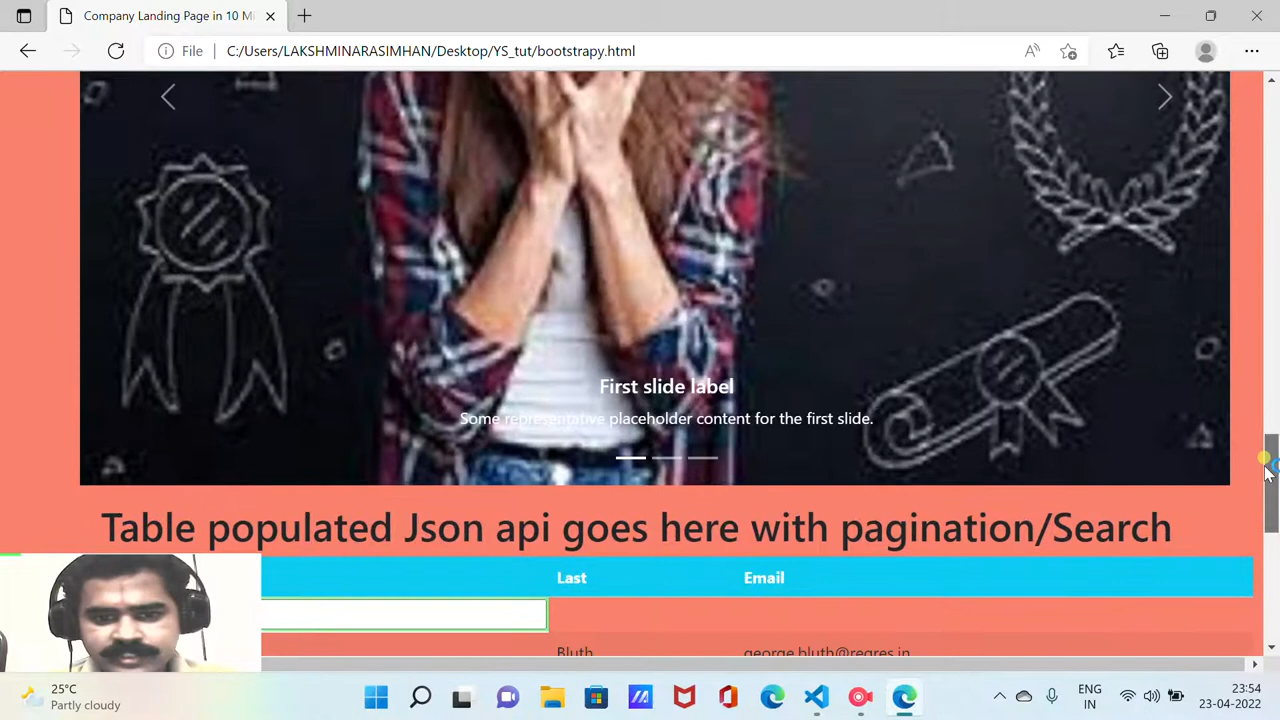 Company Landing Page in 10 Mi
File
C:/Users/LAKSHMINARASIMHAN/Desktop/YS_tut/bootstrapy.html
First slide label
Some representative placeholder content for the first slide.
Table populated Json api goes here with pagination/Search
Last
Email
Bluth
george.bluth@reqres.in
25°C
Partly cloudy
ENG
IN
23:54
23-04-2022